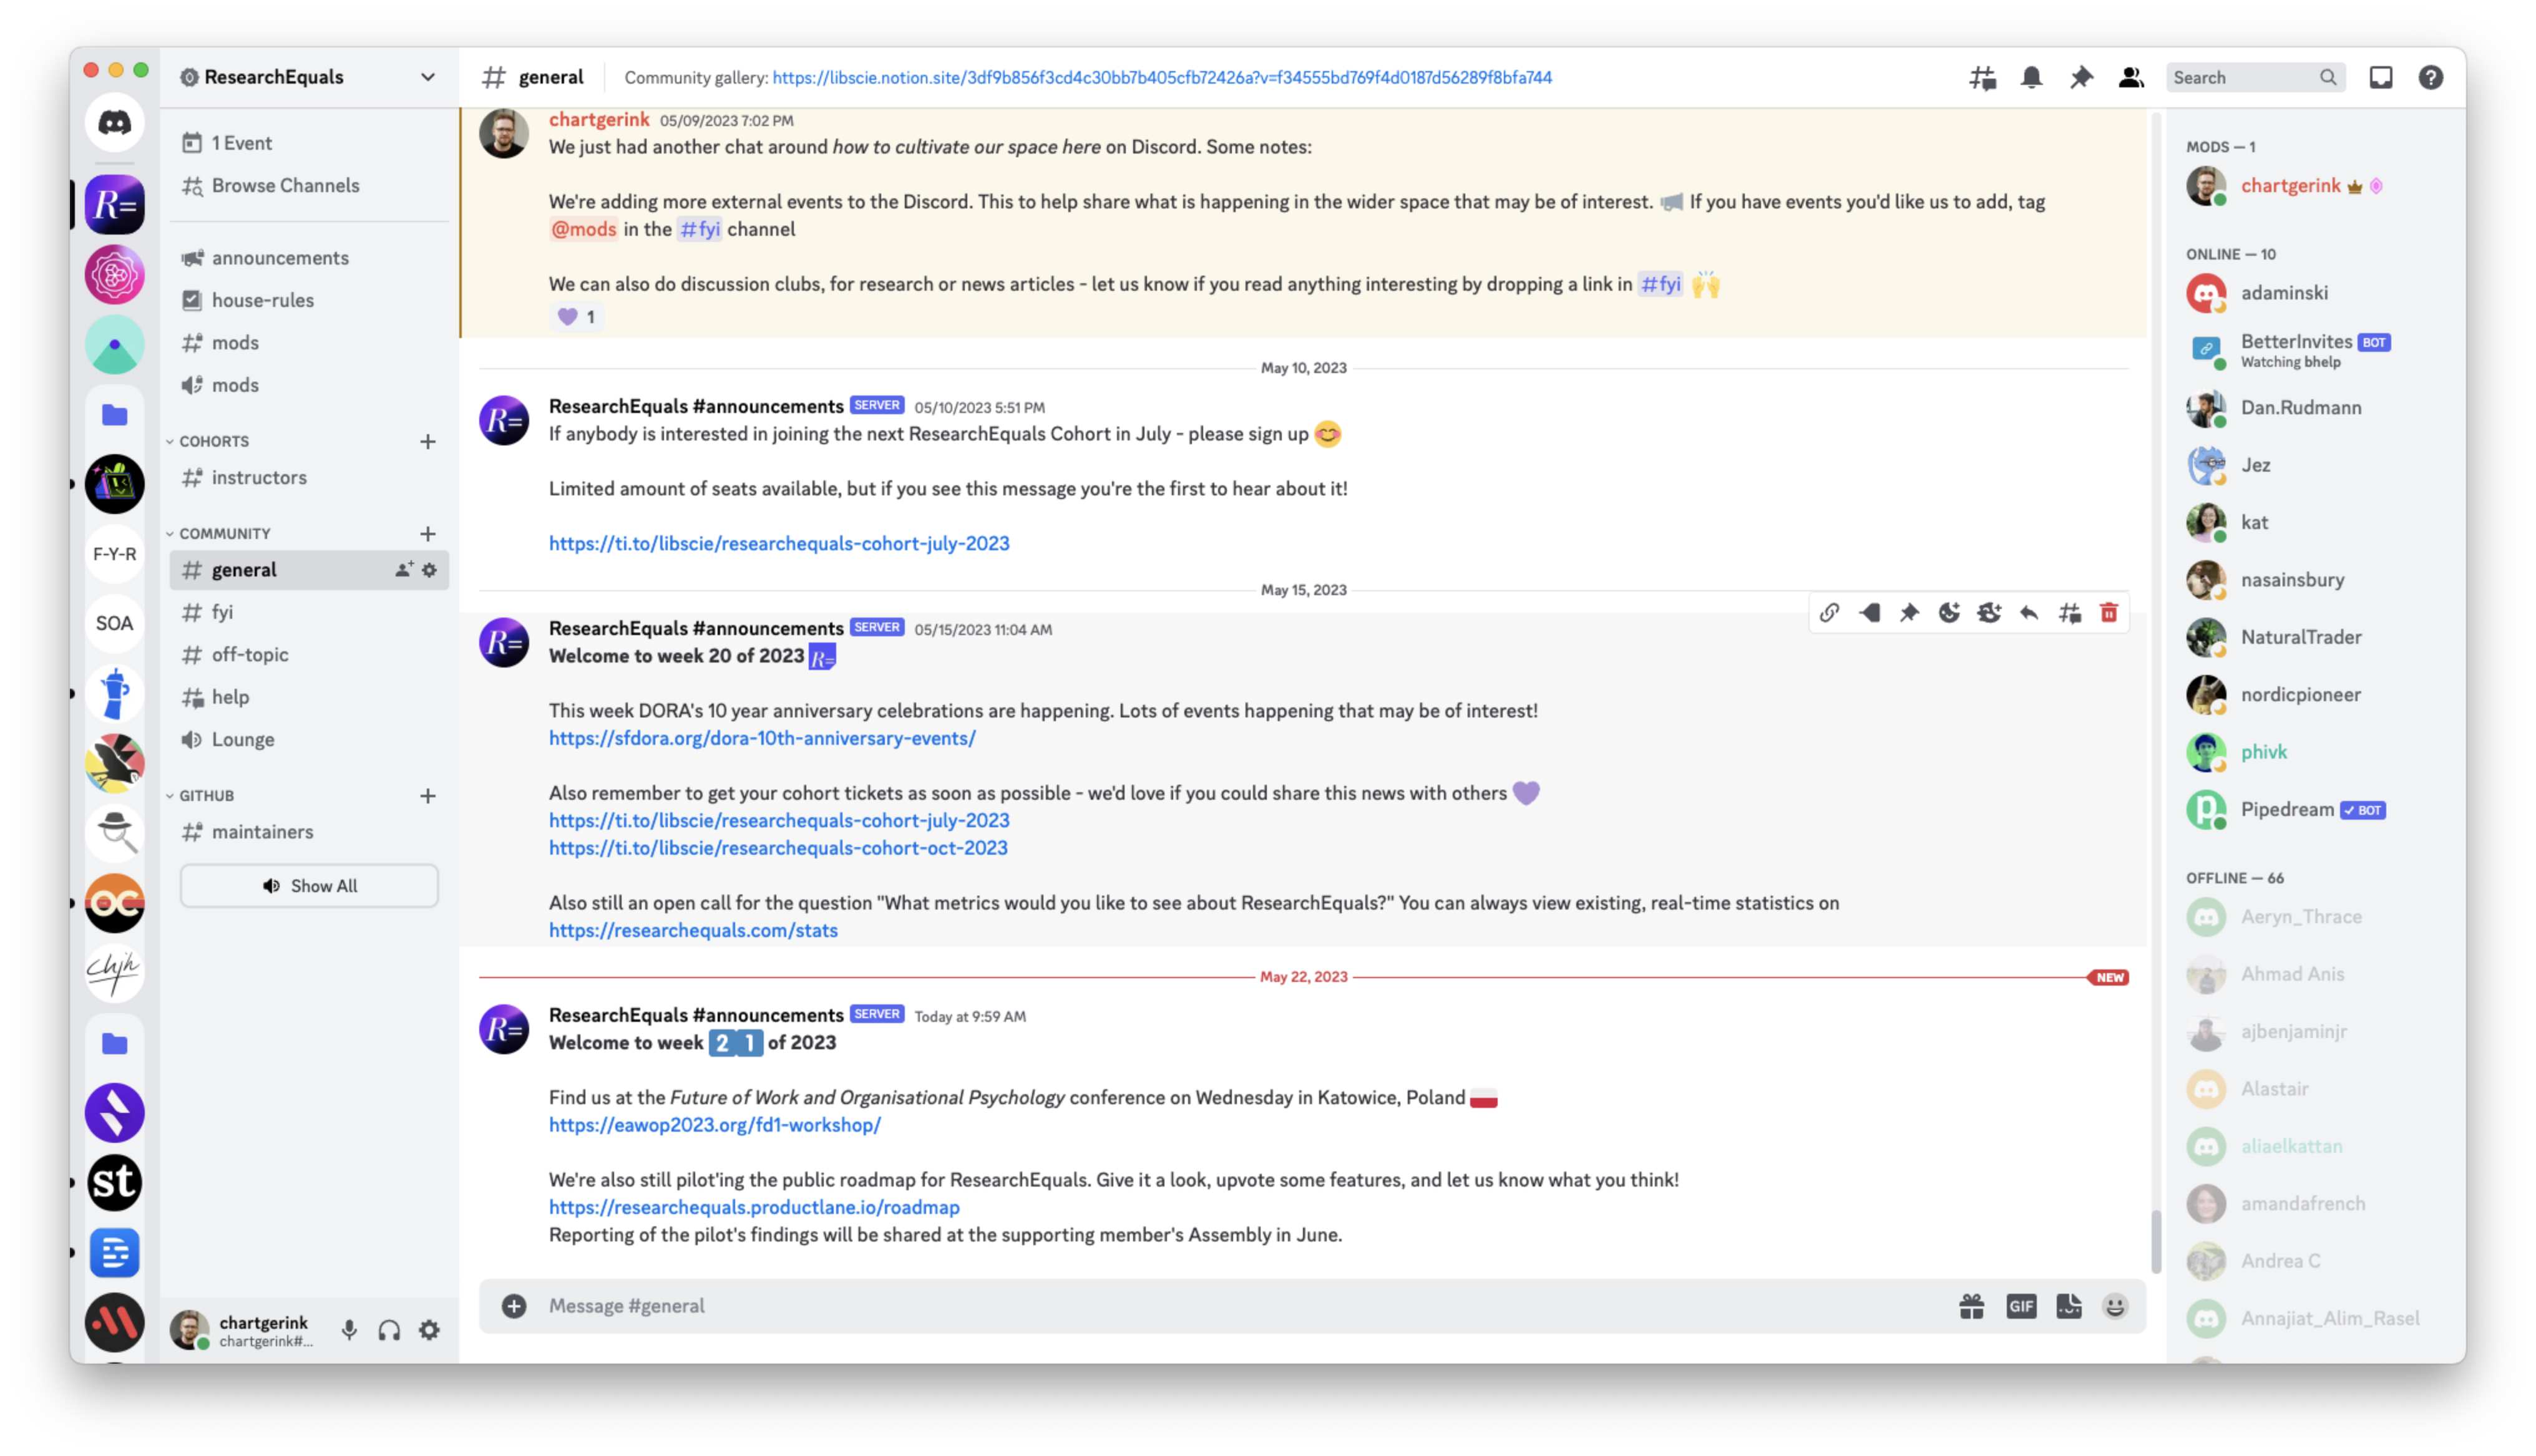 ResearchEquals
1 Event
Browse Channels
announcements
house-rules
mods
mods
COHORTS
instructors
COMMUNITY
general
fyi
off-topic
help
Lounge
GITHUB
maintainers
Show All
R=
F-Y-R
SOA
OC
chjh
st
chartgerink
chartgerink#...
general
Community gallery: https://libscie.notion.site/3df9b856f3cd4c30bb7b405cfb72426a?v=f34555bd769f4d0187d56289f8bfa744
Search
chartgerink 05/09/2023 7:02 PM
We just had another chat around how to cultivate our space here on Discord. Some notes:
We're adding more external events to the Discord. This to help share what is happening in the wider space that may be of interest. If you have events you'd like us to add, tag
@mods in the #fyi channel
We can also do discussion clubs, for research or news articles - let us know if you read anything interesting by dropping a link in #fyi
1
May 10, 2023
R=
ResearchEquals #announcements SERVER 05/10/2023 5:51 PM
If anybody is interested in joining the next ResearchEquals Cohort in July - please sign up
Limited amount of seats available, but if you see this message you're the first to hear about it!
https://ti.to/libscie/researchequals-cohort-july-2023
May 15, 2023
R=
ResearchEquals #announcements SERVER 05/15/2023 11:04 AM
Welcome to week 20 of 2023 R=
This week DORA's 10 year anniversary celebrations are happening. Lots of events happening that may be of interest!
https://sfdora.org/dora-10th-anniversary-events/
Also remember to get your cohort tickets as soon as possible - we'd love if you could share this news with others
https://ti.to/libscie/researchequals-cohort-july-2023
https://ti.to/libscie/researchequals-cohort-oct-2023
Also still an open call for the question "What metrics would you like to see about ResearchEquals?" You can always view existing, real-time statistics on
https://researchequals.com/stats
May 22, 2023 NEW
R=
ResearchEquals #announcements SERVER Today at 9:59 AM
Welcome to week 2 1 of 2023
Find us at the Future of Work and Organisational Psychology conference on Wednesday in Katowice, Poland
https://eawop2023.org/fd1-workshop/
We're also still pilot'ing the public roadmap for ResearchEquals. Give it a look, upvote some features, and let us know what you think!
https://researchequals.productlane.io/roadmap
Reporting of the pilot's findings will be shared at the supporting member's Assembly in June.
Message #general
GIF
MODS — 1
chartgerink
ONLINE — 10
adaminski
BetterInvites BOT
Watching bhelp
Dan.Rudmann
Jez
kat
nasainsbury
NaturalTrader
nordicpioneer
phivk
Pipedream BOT
OFFLINE — 66
Aeryn_Thrace
Ahmad Anis
ajbenjaminjr
Alastair
aliaelkattan
amandafrench
Andrea C
Annajiat_Alim_Rasel